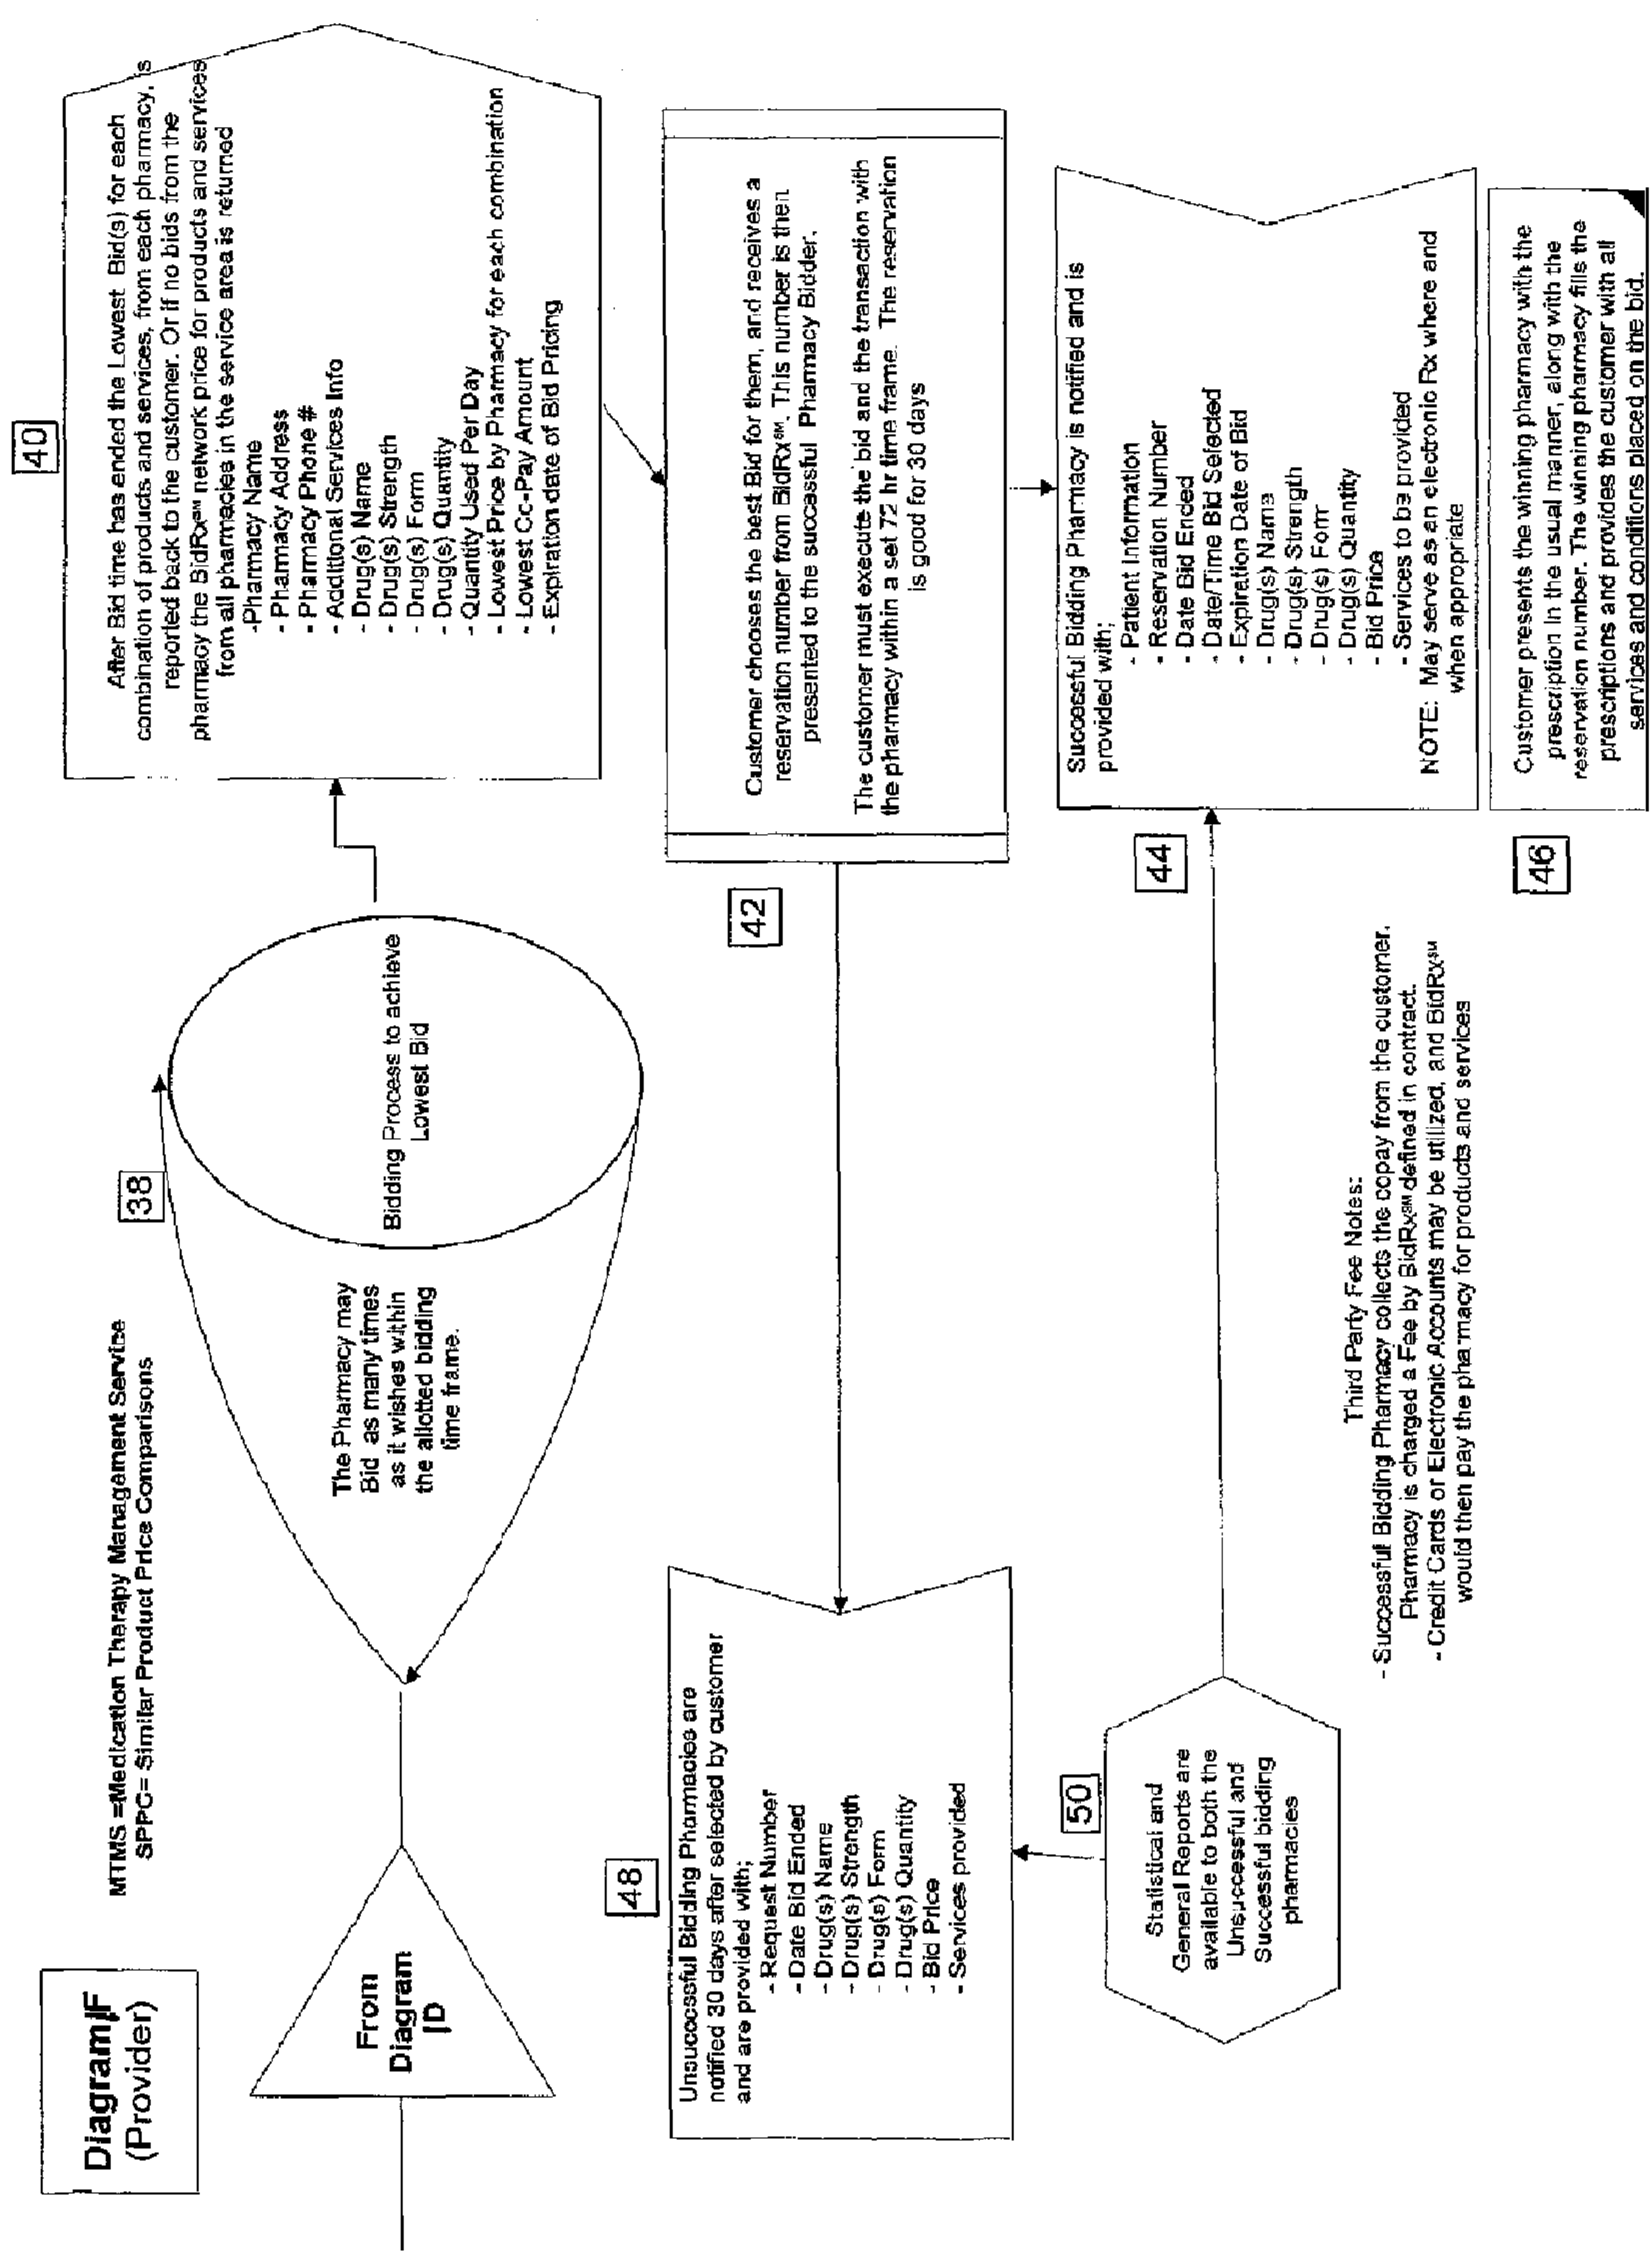 Diagram|F
(Provider)
MTMS =Medication Therapy Management Service
SPPC= Similar Product Price Comparisons
From
Diagram
|D
The Pharmacy may
Bid as many times
as it wishes within
the allotted bidding
time frame.
38
Bidding Process to achieve
Lowest Bid
40
After Bid time has ended the Lowest Bid(s) for each
combination of products and services, from each pharmacy, is
reported back to the customer. Or if no bids from the
pharmacy the BidRx℠ network price for products and services
from all pharmacies in the service area is returned
-Pharmacy Name
- Pharmacy Address
- Pharmacy Phone #
- Additional Services Info
- Drug(s) Name
- Drug(s) Strength
- Drug(s) Form
- Drug(s) Quantity
- Quantity Used Per Day
- Lowest Price by Pharmacy for each combination
- Lowest Co-Pay Amount
- Expiration date of Bid Pricing
42
Customer chooses the best Bid for them, and receives a
reservation number from BidRx℠. This number is then
presented to the successful Pharmacy Bidder.
The customer must execute the bid and the transaction with
the pharmacy within a set 72 hr time frame. The reservation
is good for 30 days
48
Unsuccessful Bidding Pharmacies are
notified 30 days after selected by customer
and are provided with;
- Request Number
- Date Bid Ended
- Drug(s) Name
- Drug(s) Strength
- Drug(s) Form
- Drug(s) Quantity
- Bid Price
- Services provided
44
Successful Bidding Pharmacy is notified and is
provided with;
- Patient Information
- Reservation Number
- Date Bid Ended
- Date/Time Bid Selected
- Expiration Date of Bid
- Drug(s) Name
- Drug(s) Strength
- Drug(s) Form
- Drug(s) Quantity
- Bid Price
- Services to be provided
NOTE: May serve as an electronic Rx where and
when appropriate
50
Statistical and
General Reports are
available to both the
Unsuccessful and
Successful bidding
pharmacies
Third Party Fee Notes:
- Successful Bidding Pharmacy collects the copay from the customer.
Pharmacy is charged a Fee by BidRx℠ defined in contract.
- Credit Cards or Electronic Accounts may be utilized, and BidRx℠
would then pay the pharmacy for products and services
46
Customer presents the winning pharmacy with the
prescription in the usual manner, along with the
reservation number. The winning pharmacy fills the
prescriptions and provides the customer with all
services and conditions placed on the bid.